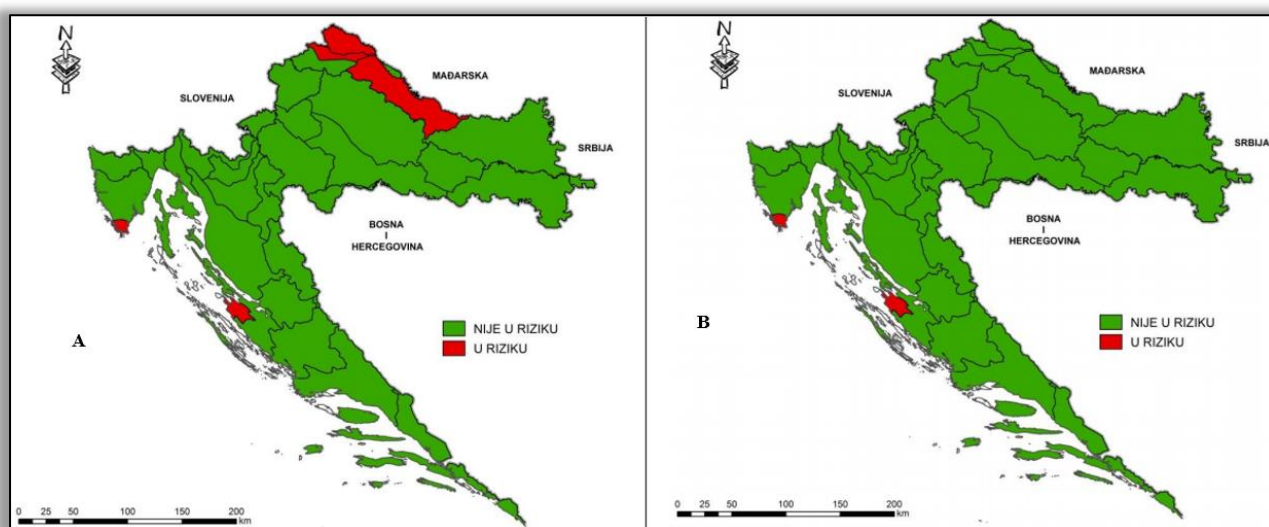 N
MAĐARSKA
SLOVENIJA
SRBIJA
BOSNA
I
HERCEGOVINA
A
NIJE U RIZIKU
U RIZIKU
0 25 50 100 150 200
km
N
MAĐARSKA
SLOVENIJA
SRBIJA
BOSNA
I
HERCEGOVINA
B
NIJE U RIZIKU
U RIZIKU
0 25 50 100 150 200
km